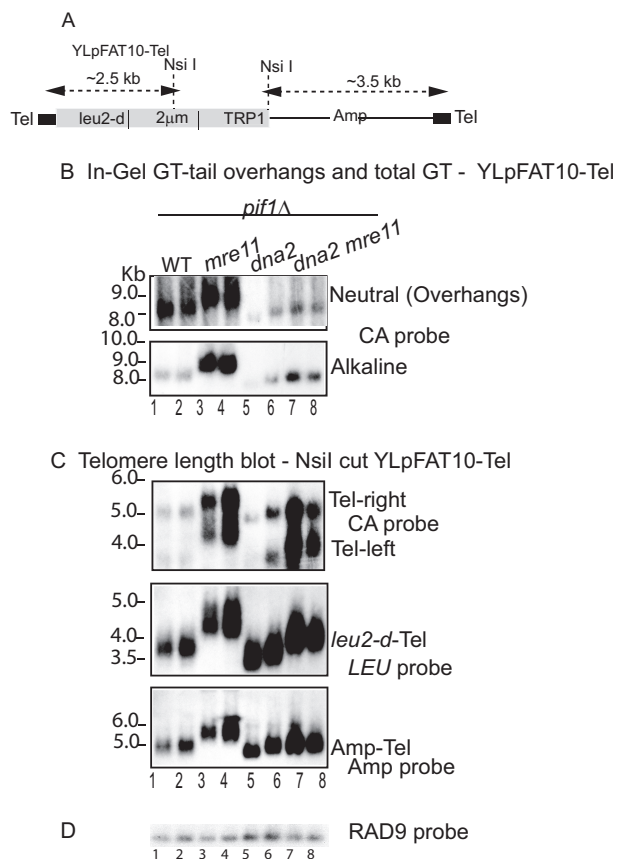 A
YLpFAT10-Tel
Nsi I
Nsi I
~2.5 kb
~3.5 kb
Tel
leu2-d
2μm
TRP1
Amp
Tel
B In-Gel GT-tail overhangs and total GT - YLpFAT10-Tel
pif1Δ
WT
mre11
dna2
dna2 mre11
Kb
9.0
8.0
Neutral (Overhangs)
CA probe
10.0
9.0
8.0
Alkaline
1 2 3 4 5 6 7 8
C Telomere length blot - NsiI cut YLpFAT10-Tel
6.0
5.0
4.0
Tel-right
CA probe
Tel-left
5.0
4.0
3.5
leu2-d-Tel
LEU probe
6.0
5.0
Amp-Tel
Amp probe
1 2 3 4 5 6 7 8
D
RAD9 probe
1 2 3 4 5 6 7 8